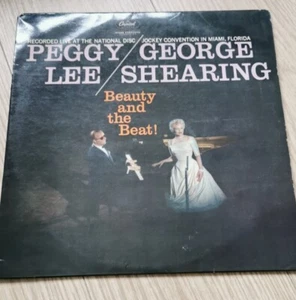 Capitol
RECORDED LIVE AT THE NATIONAL DISC / JOCKEY CONVENTION IN MIAMI, FLORIDA
PEGGY / GEORGE
LEE / SHEARING
Beauty
and the
Beat!